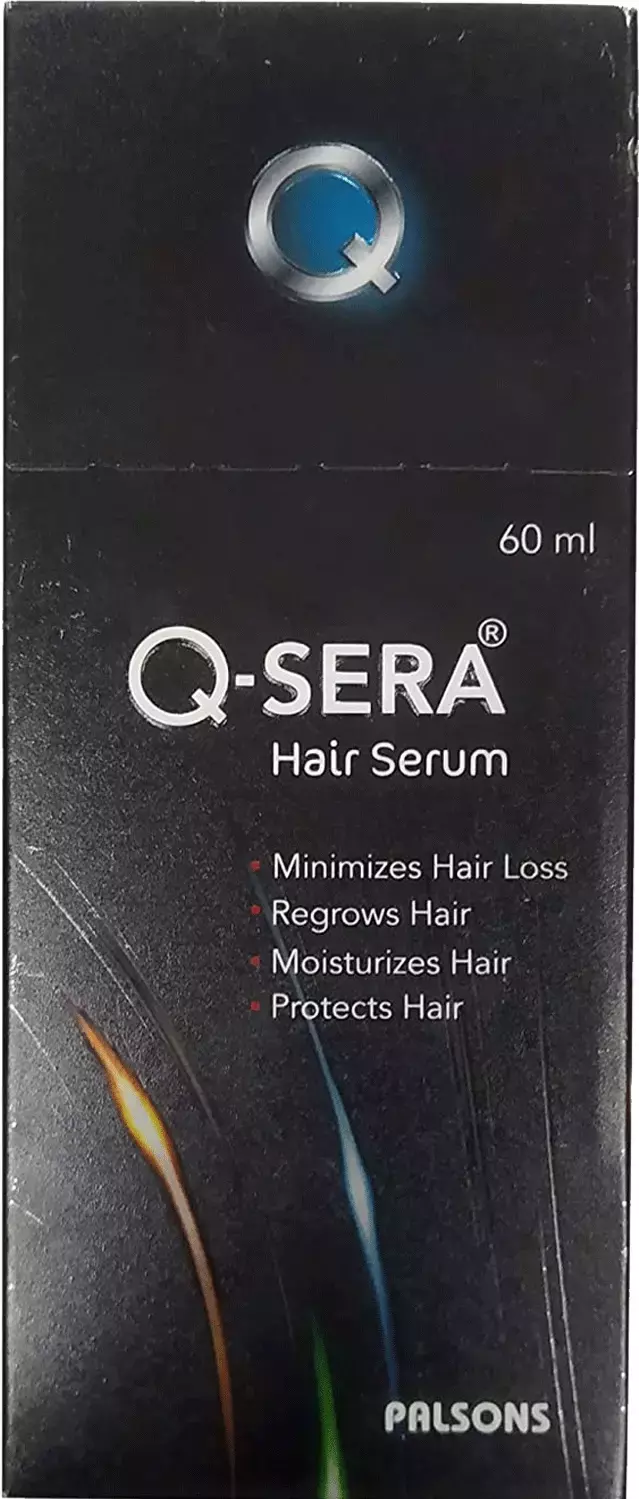 Q
60 ml
Q-SERA®
Hair Serum
Minimizes Hair Loss
Regrows Hair
Moisturizes Hair
Protects Hair
PALSONS